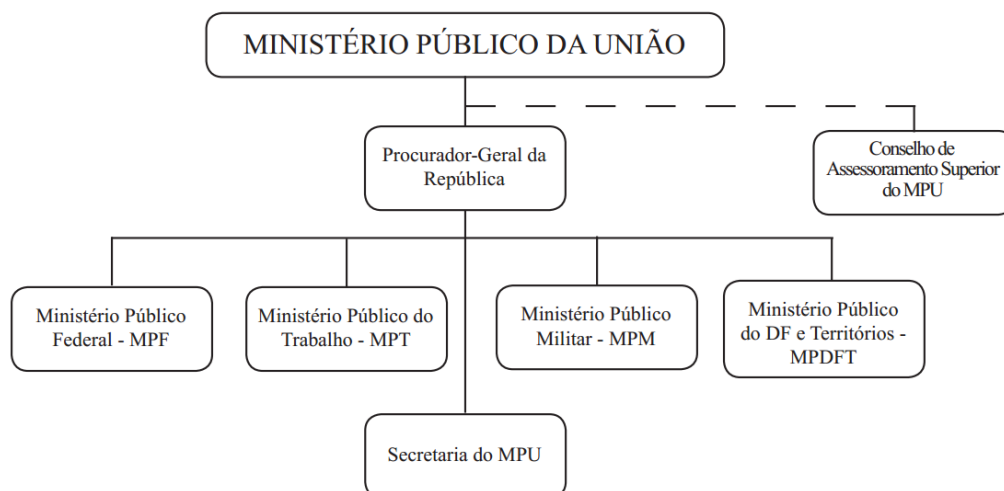 MINISTÉRIO PÚBLICO DA UNIÃO
Procurador-Geral da
República
Conselho de
Assessoramento Superior
do MPU
Ministério Público
Federal - MPF
Ministério Público do
Trabalho - MPT
Ministério Público
Militar - MPM
Ministério Público
do DF e Territórios -
MPDFT
Secretaria do MPU